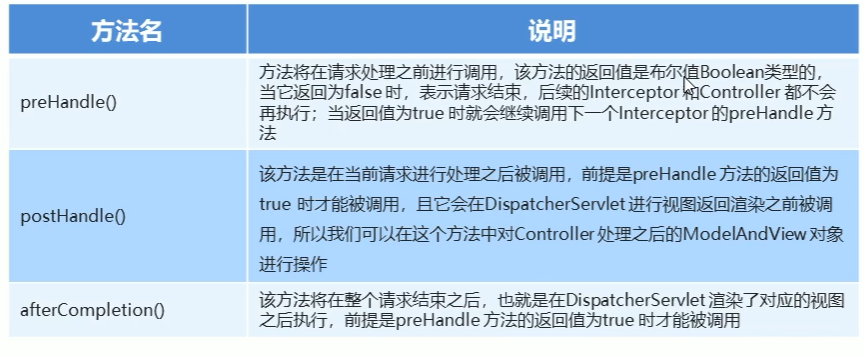 方法名
说明
preHandle()
方法将在请求处理之前进行调用，该方法的返回值是布尔值Boolean类型的，
当它返回为false 时，表示请求结束，后续的Interceptor 和Controller 都不会
再执行；当返回值为true 时就会继续调用下一个Interceptor 的preHandle 方
法
postHandle()
该方法是在当前请求进行处理之后被调用，前提是preHandle 方法的返回值为
true 时才能被调用，且它会在DispatcherServlet 进行视图返回渲染之前被调
用，所以我们可以在这个方法中对Controller 处理之后的ModelAndView 对象
进行操作
afterCompletion()
该方法将在整个请求结束之后，也就是在DispatcherServlet 渲染了对应的视图
之后执行，前提是preHandle 方法的返回值为true 时才能被调用